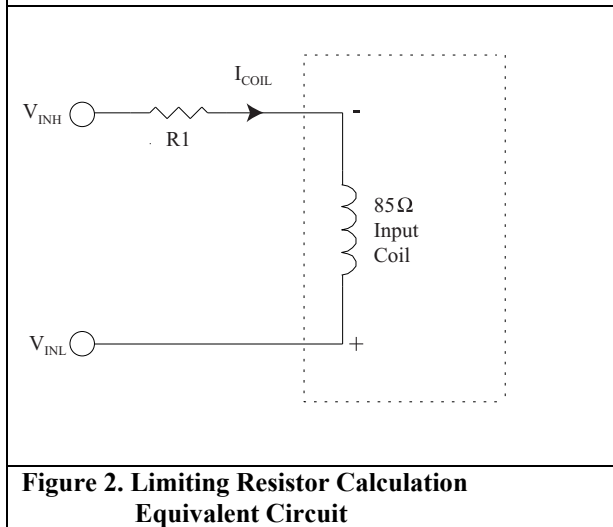 I_COIL
V_INH
R1
-
85Ω
Input
Coil
V_INL
+
Figure 2. Limiting Resistor Calculation
Equivalent Circuit